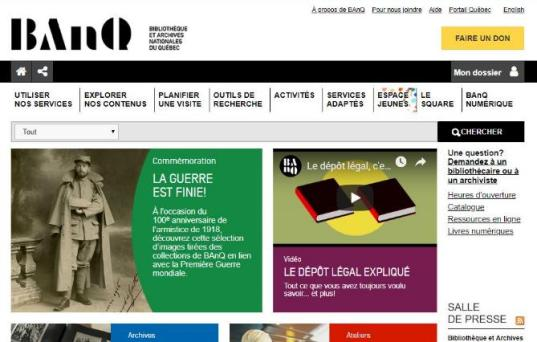 À propos de BAnQ Pour nous joindre Aide Portail Québec English
BAnQ
BIBLIOTHÈQUE
ET ARCHIVES
NATIONALES
DU QUÉBEC
FAIRE UN DON
Mon dossier
UTILISER
NOS SERVICES
EXPLORER
NOS CONTENUS
PLANIFIER
UNE VISITE
OUTILS DE
RECHERCHE
ACTIVITÉS
SERVICES
ADAPTÉS
ESPACE
JEUNES
LE
SQUARE
BAnQ
NUMÉRIQUE
Tout
CHERCHER
Commémoration
LA GUERRE
EST FINIE!
À l'occasion du
100e anniversaire de
l'armistice de 1918,
découvrez cette sélection
d'images tirées des
collections de BAnQ en lien
avec la Première Guerre
mondiale.
BAnQ
Le dépôt légal, c'e...
Vidéo
LE DÉPÔT LÉGAL EXPLIQUÉ
Tout ce que vous avez toujours voulu
savoir... et plus!
Une question?
Demandez à un
bibliothécaire ou à
un archiviste
Heures d'ouverture
Catalogue
Ressources en ligne
Livres numériques
SALLE
DE PRESSE
Bibliothèque et Archives
Archives
Ateliers